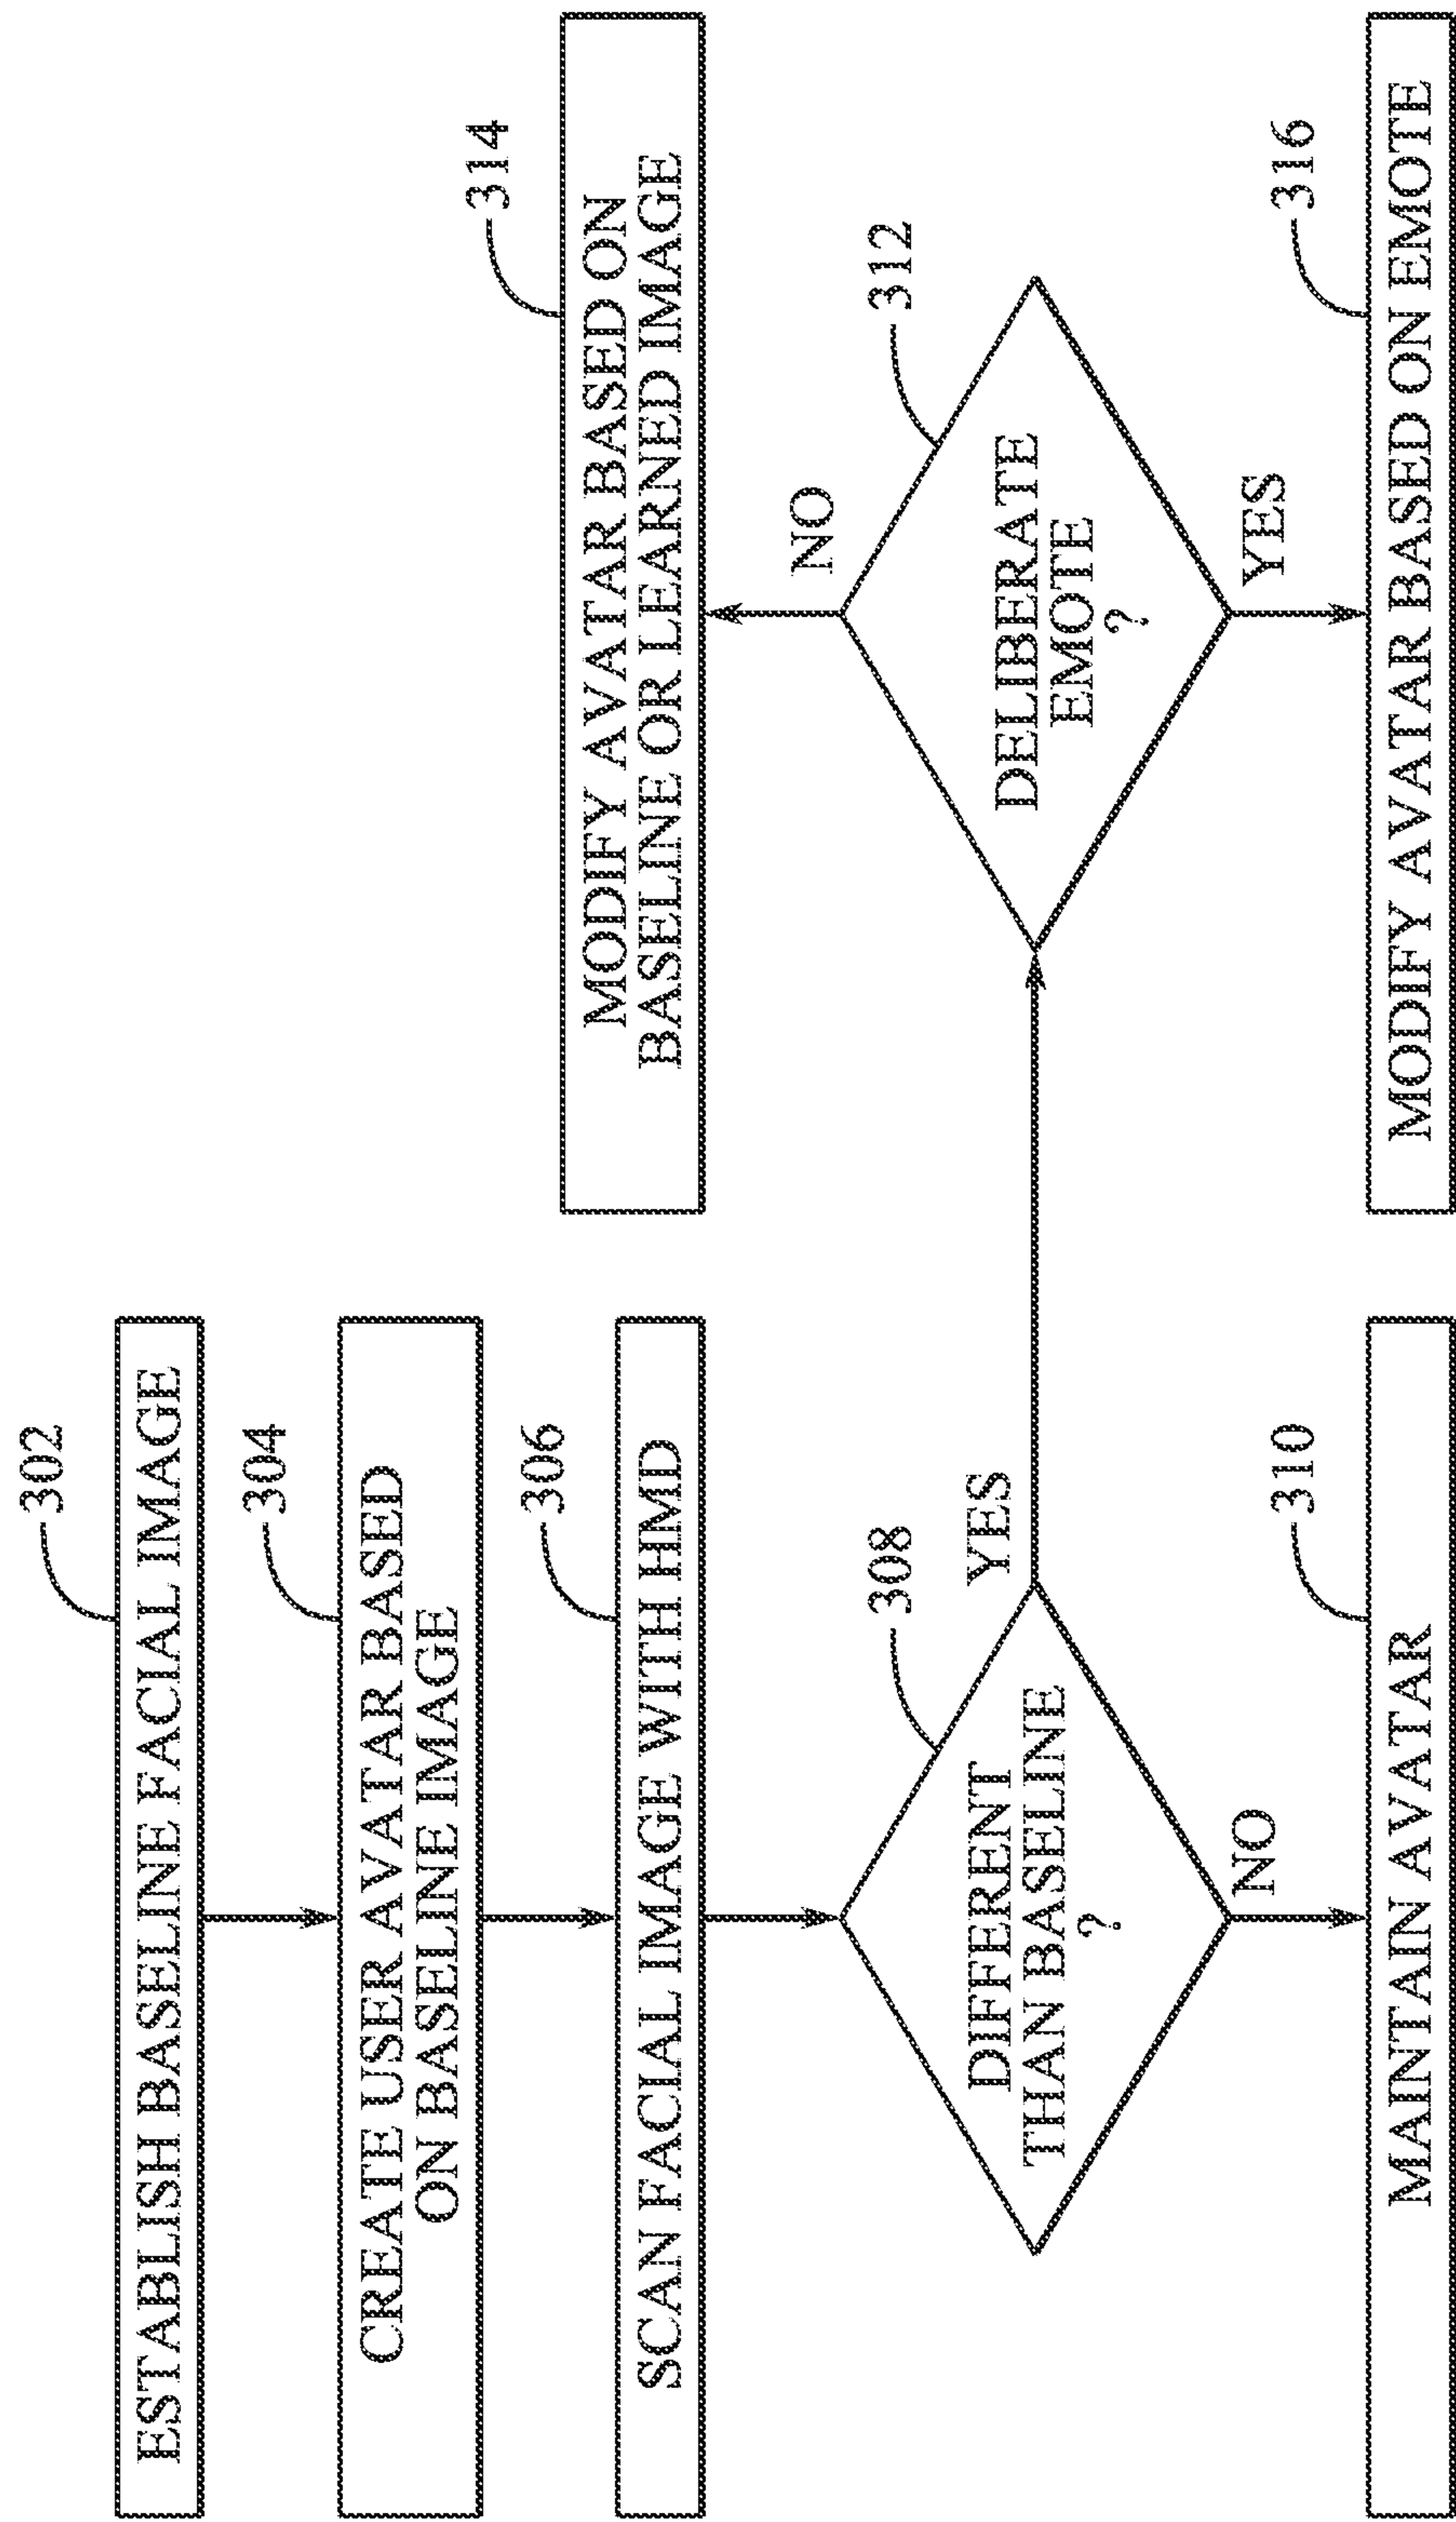 302
ESTABLISH BASELINE FACIAL IMAGE
304
CREATE USER AVATAR BASED
ON BASELINE IMAGE
306
SCAN FACIAL IMAGE WITH HMD
308
DIFFERENT
THAN BASELINE
?
YES
NO
310
MAINTAIN AVATAR
312
DELIBERATE
EMOTE
?
NO
314
MODIFY AVATAR BASED ON
BASELINE OR LEARNED IMAGE
YES
316
MODIFY AVATAR BASED ON EMOTE